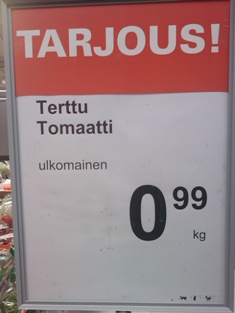 TARJOUS!
Terttu
Tomaatti
ulkomainen
0 99
kg